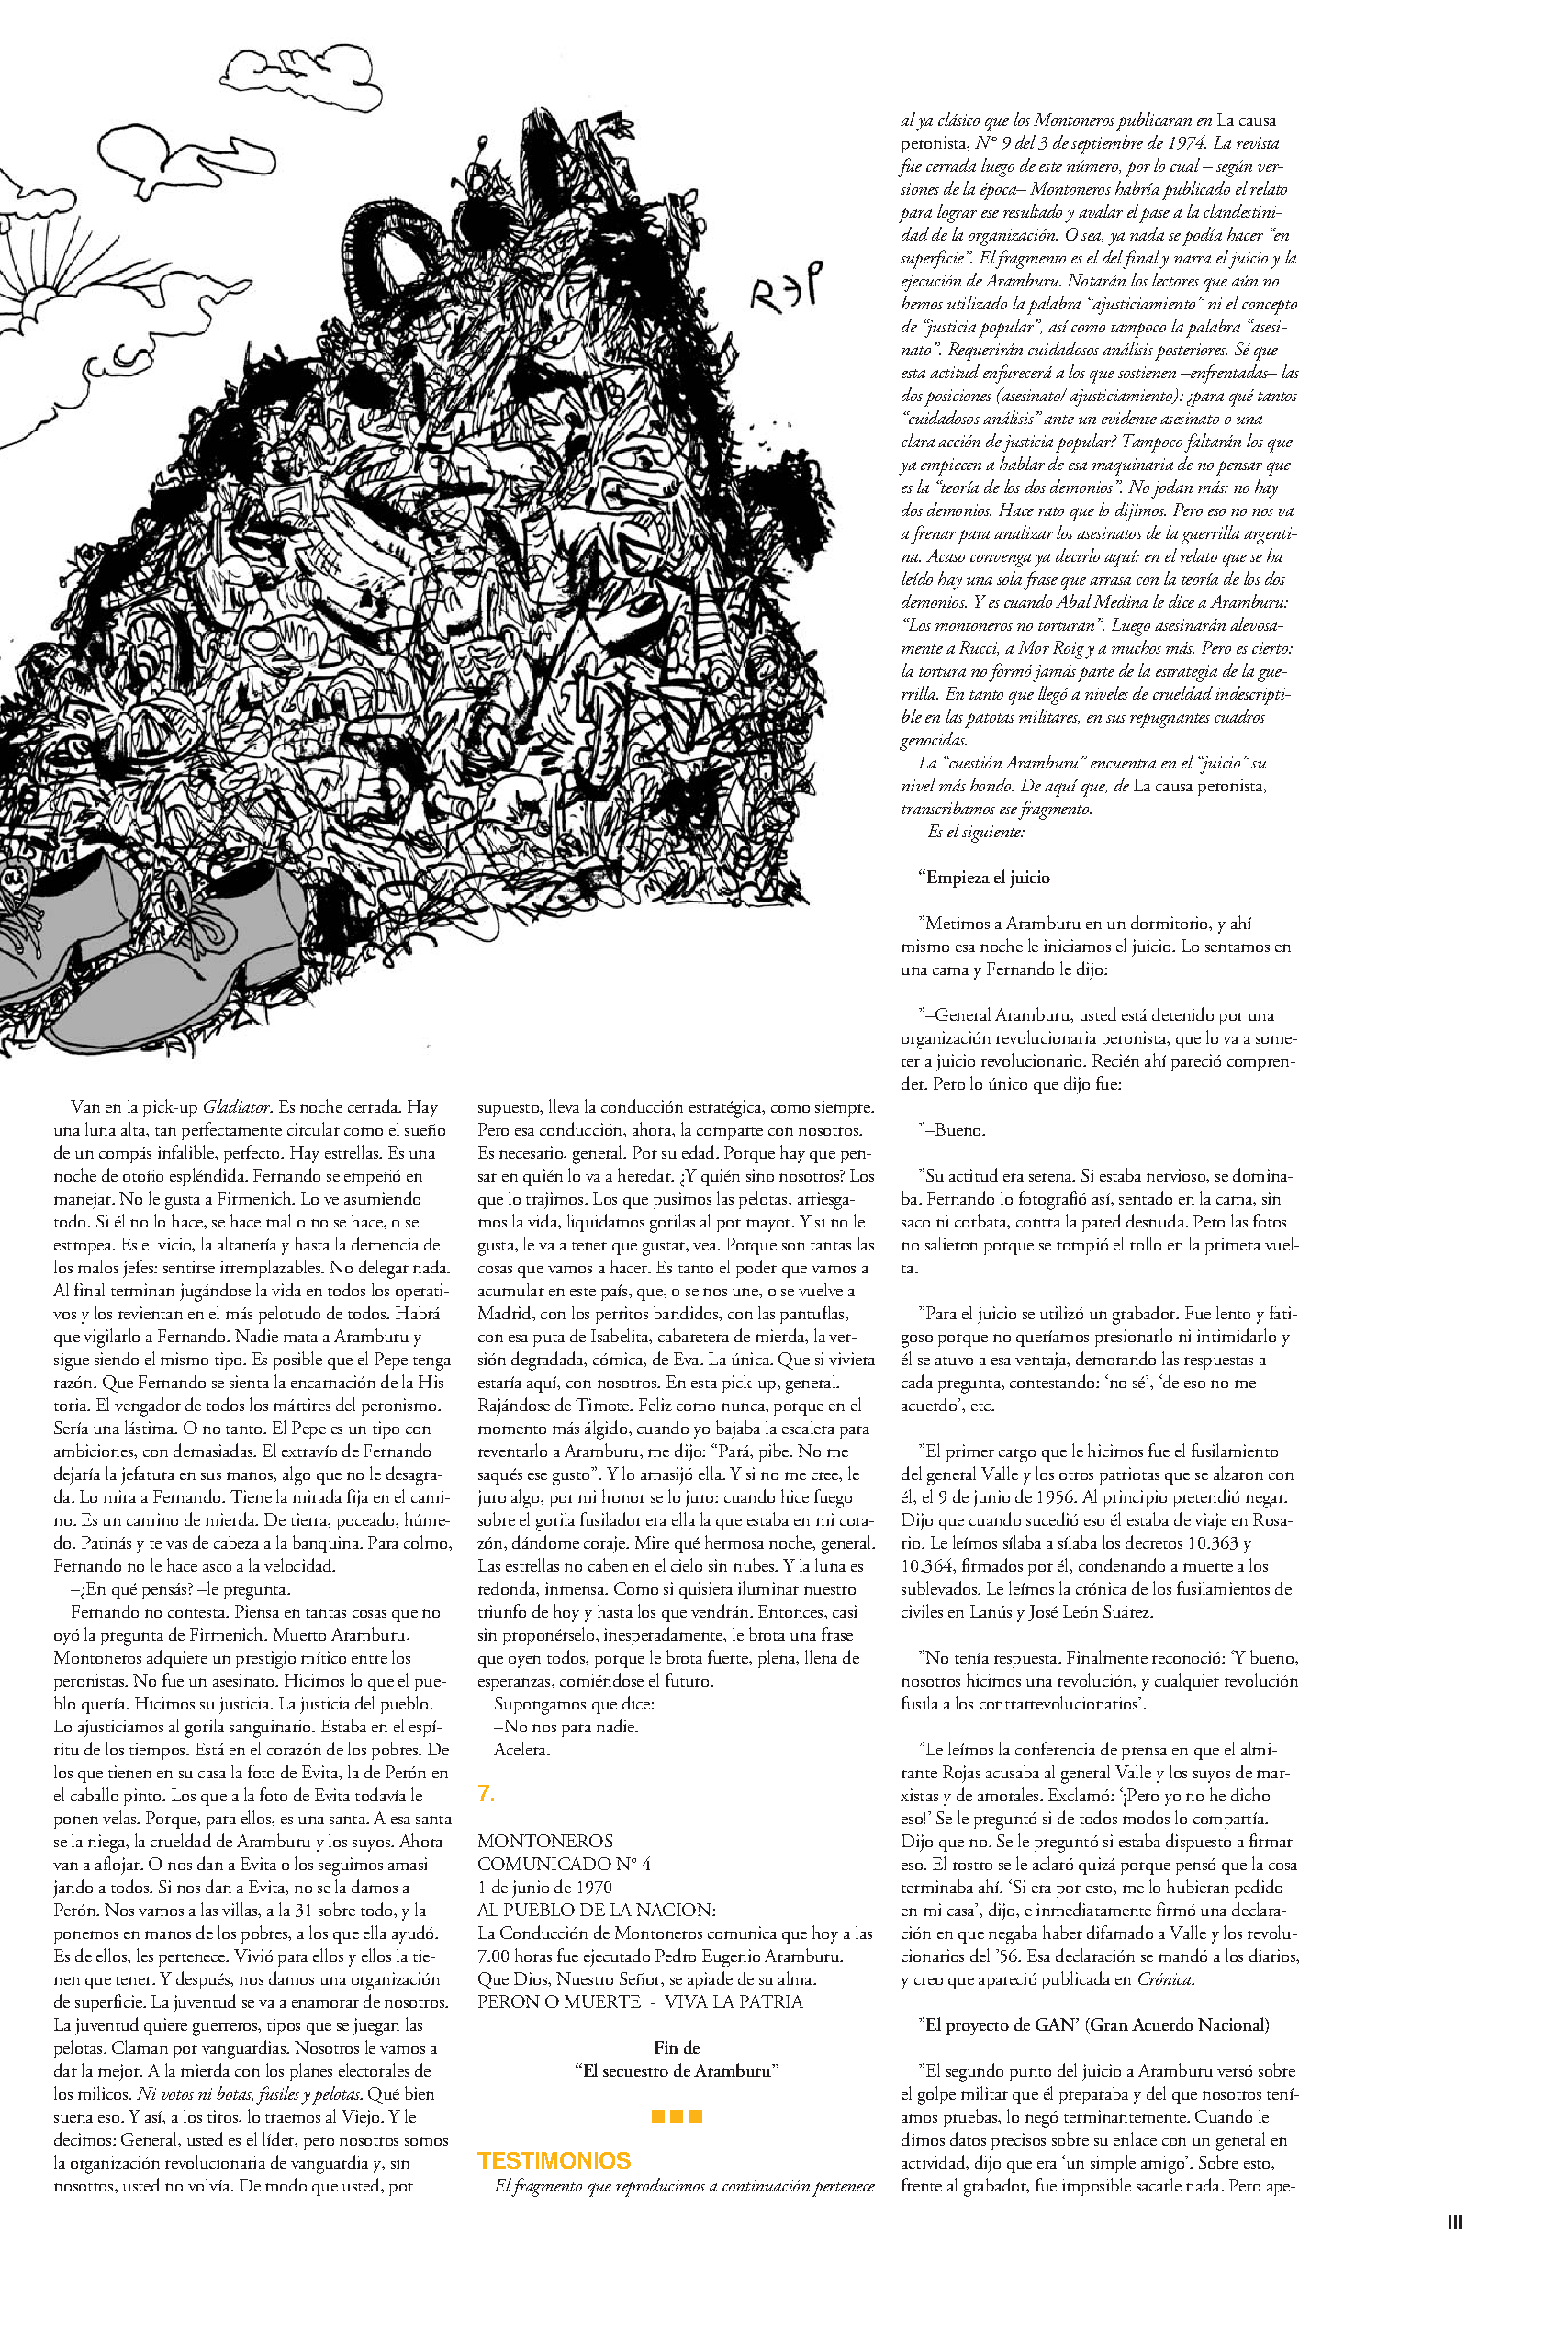 REP
Van en la pick-up Gladiator. Es noche cerrada. Hay
una luna alta, tan perfectamente circular como el sueño
de un compás infalible, perfecto. Hay estrellas. Es una
noche de otoño espléndida. Fernando se empeñó en
manejar. No le gusta a Firmenich. Lo ve asumiendo
todo. Si él no lo hace, se hace mal o no se hace, o se
estropea. Es el vicio, la altanería y hasta la demencia de
los malos jefes: sentirse irremplazables. No delegar nada.
Al final terminan jugándose la vida en todos los operati-
vos y los revientan en el más pelotudo de todos. Habrá
que vigilarlo a Fernando. Nadie mata a Aramburu y
sigue siendo el mismo tipo. Es posible que el Pepe tenga
razón. Que Fernando se sienta la encarnación de la His-
toria. El vengador de todos los mártires del peronismo.
Sería una lástima. O no tanto. El Pepe es un tipo con
ambiciones, con demasiadas. El extravío de Fernando
dejaría la jefatura en sus manos, algo que no le desagra-
da. Lo mira a Fernando. Tiene la mirada fija en el cami-
no. Es un camino de mierda. De tierra, poceado, húme-
do. Patinás y te vas de cabeza a la banquina. Para colmo,
Fernando no le hace asco a la velocidad.
–¿En qué pensás? –le pregunta.
Fernando no contesta. Piensa en tantas cosas que no
oyó la pregunta de Firmenich. Muerto Aramburu,
Montoneros adquiere un prestigio mítico entre los
peronistas. No fue un asesinato. Hicimos lo que el pue-
blo quería. Hicimos su justicia. La justicia del pueblo.
Lo ajusticiamos al gorila sanguinario. Estaba en el espí-
ritu de los tiempos. Está en el corazón de los pobres. De
los que tienen en su casa la foto de Evita, la de Perón en
el caballo pinto. Los que a la foto de Evita todavía le
ponen velas. Porque, para ellos, es una santa. A esa santa
se la niega, la crueldad de Aramburu y los suyos. Ahora
van a aflojar. O nos dan a Evita o los seguimos amasi-
jando a todos. Si nos dan a Evita, no se la damos a
Perón. Nos vamos a las villas, a la 31 sobre todo, y la
ponemos en manos de los pobres, a los que ella ayudó.
Es de ellos, les pertenece. Vivió para ellos y ellos la tie-
nen que tener. Y después, nos damos una organización
de superficie. La juventud se va a enamorar de nosotros.
La juventud quiere guerreros, tipos que se juegan las
pelotas. Claman por vanguardias. Nosotros le vamos a
dar la mejor. A la mierda con los planes electorales de
los milicos. Ni votos ni botas, fusiles y pelotas. Qué bien
suena eso. Y así, a los tiros, lo traemos al Viejo. Y le
decimos: General, usted es el líder, pero nosotros somos
la organización revolucionaria de vanguardia y, sin
nosotros, usted no volvía. De modo que usted, por
supuesto, lleva la conducción estratégica, como siempre.
Pero esa conducción, ahora, la comparte con nosotros.
Es necesario, general. Por su edad. Porque hay que pen-
sar en quién lo va a heredar. ¿Y quién sino nosotros? Los
que lo trajimos. Los que pusimos las pelotas, arriesga-
mos la vida, liquidamos gorilas al por mayor. Y si no le
gusta, le va a tener que gustar, vea. Porque son tantas las
cosas que vamos a hacer. Es tanto el poder que vamos a
acumular en este país, que, o se nos une, o se vuelve a
Madrid, con los perritos bandidos, con las pantuflas,
con esa puta de Isabelita, cabaretera de mierda, la ver-
sión degradada, cómica, de Eva. La única. Que si viviera
estaría aquí, con nosotros. En esta pick-up, general.
Rajándose de Timote. Feliz como nunca, porque en el
momento más álgido, cuando yo bajaba la escalera para
reventarlo a Aramburu, me dijo: “Pará, pibe. No me
saqués ese gusto”. Y lo amasijó ella. Y si no me cree, le
juro algo, por mi honor se lo juro: cuando hice fuego
sobre el gorila fusilador era ella la que estaba en mi cora-
zón, dándome coraje. Mire qué hermosa noche, general.
Las estrellas no caben en el cielo sin nubes. Y la luna es
redonda, inmensa. Como si quisiera iluminar nuestro
triunfo de hoy y hasta los que vendrán. Entonces, casi
sin proponérselo, inesperadamente, le brota una frase
que oyen todos, porque le brota fuerte, plena, llena de
esperanzas, comiéndose el futuro.
Supongamos que dice:
–No nos para nadie.
Acelera.
7.
MONTONEROS
COMUNICADO Nº 4
1 de junio de 1970
AL PUEBLO DE LA NACION:
La Conducción de Montoneros comunica que hoy a las
7.00 horas fue ejecutado Pedro Eugenio Aramburu.
Que Dios, Nuestro Señor, se apiade de su alma.
PERON O MUERTE - VIVA LA PATRIA
Fin de
“El secuestro de Aramburu”
TESTIMONIOS
El fragmento que reproducimos a continuación pertenece
al ya clásico que los Montoneros publicaran en La causa
peronista, N° 9 del 3 de septiembre de 1974. La revista
fue cerrada luego de este número, por lo cual – según ver-
siones de la época– Montoneros habría publicado el relato
para lograr ese resultado y avalar el pase a la clandestini-
dad de la organización. O sea, ya nada se podía hacer “en
superficie”. El fragmento es el del final y narra el juicio y la
ejecución de Aramburu. Notarán los lectores que aún no
hemos utilizado la palabra “ajusticiamiento” ni el concepto
de “justicia popular”, así como tampoco la palabra “asesi-
nato”. Requerirán cuidadosos análisis posteriores. Sé que
esta actitud enfurecerá a los que sostienen –enfrentadas– las
dos posiciones (asesinato/ ajusticiamiento): ¿para qué tantos
“cuidadosos análisis” ante un evidente asesinato o una
clara acción de justicia popular? Tampoco faltarán los que
ya empiecen a hablar de esa maquinaria de no pensar que
es la “teoría de los dos demonios”. No jodan más: no hay
dos demonios. Hace rato que lo dijimos. Pero eso no nos va
a frenar para analizar los asesinatos de la guerrilla argenti-
na. Acaso convenga ya decirlo aquí: en el relato que se ha
leído hay una sola frase que arrasa con la teoría de los dos
demonios. Y es cuando Abal Medina le dice a Aramburu:
“Los montoneros no torturan”. Luego asesinarán alevosa-
mente a Rucci, a Mor Roig y a muchos más. Pero es cierto:
la tortura no formó jamás parte de la estrategia de la gue-
rrilla. En tanto que llegó a niveles de crueldad indescripti-
ble en las patotas militares, en sus repugnantes cuadros
genocidas.
La “cuestión Aramburu” encuentra en el “juicio” su
nivel más hondo. De aquí que, de La causa peronista,
transcribamos ese fragmento.
Es el siguiente:
“Empieza el juicio
”Metimos a Aramburu en un dormitorio, y ahí
mismo esa noche le iniciamos el juicio. Lo sentamos en
una cama y Fernando le dijo:
”–General Aramburu, usted está detenido por una
organización revolucionaria peronista, que lo va a some-
ter a juicio revolucionario. Recién ahí pareció compren-
der. Pero lo único que dijo fue:
”–Bueno.
”Su actitud era serena. Si estaba nervioso, se domina-
ba. Fernando lo fotografió así, sentado en la cama, sin
saco ni corbata, contra la pared desnuda. Pero las fotos
no salieron porque se rompió el rollo en la primera vuel-
ta.
”Para el juicio se utilizó un grabador. Fue lento y fati-
goso porque no queríamos presionarlo ni intimidarlo y
él se atuvo a esa ventaja, demorando las respuestas a
cada pregunta, contestando: ‘no sé’, ‘de eso no me
acuerdo’, etc.
”El primer cargo que le hicimos fue el fusilamiento
del general Valle y los otros patriotas que se alzaron con
él, el 9 de junio de 1956. Al principio pretendió negar.
Dijo que cuando sucedió eso él estaba de viaje en Rosa-
rio. Le leímos sílaba a sílaba los decretos 10.363 y
10.364, firmados por él, condenando a muerte a los
sublevados. Le leímos la crónica de los fusilamientos de
civiles en Lanús y José León Suárez.
”No tenía respuesta. Finalmente reconoció: ‘Y bueno,
nosotros hicimos una revolución, y cualquier revolución
fusila a los contrarrevolucionarios’.
”Le leímos la conferencia de prensa en que el almi-
rante Rojas acusaba al general Valle y los suyos de mar-
xistas y de amorales. Exclamó: ‘¡Pero yo no he dicho
eso!’ Se le preguntó si de todos modos lo compartía.
Dijo que no. Se le preguntó si estaba dispuesto a firmar
eso. El rostro se le aclaró quizá porque pensó que la cosa
terminaba ahí. ‘Si era por esto, me lo hubieran pedido
en mi casa’, dijo, e inmediatamente firmó una declara-
ción en que negaba haber difamado a Valle y los revolu-
cionarios del ’56. Esa declaración se mandó a los diarios,
y creo que apareció publicada en Crónica.
”El proyecto de GAN’ (Gran Acuerdo Nacional)
”El segundo punto del juicio a Aramburu versó sobre
el golpe militar que él preparaba y del que nosotros tení-
amos pruebas, lo negó terminantemente. Cuando le
dimos datos precisos sobre su enlace con un general en
actividad, dijo que era ‘un simple amigo’. Sobre esto,
frente al grabador, fue imposible sacarle nada. Pero ape-
III